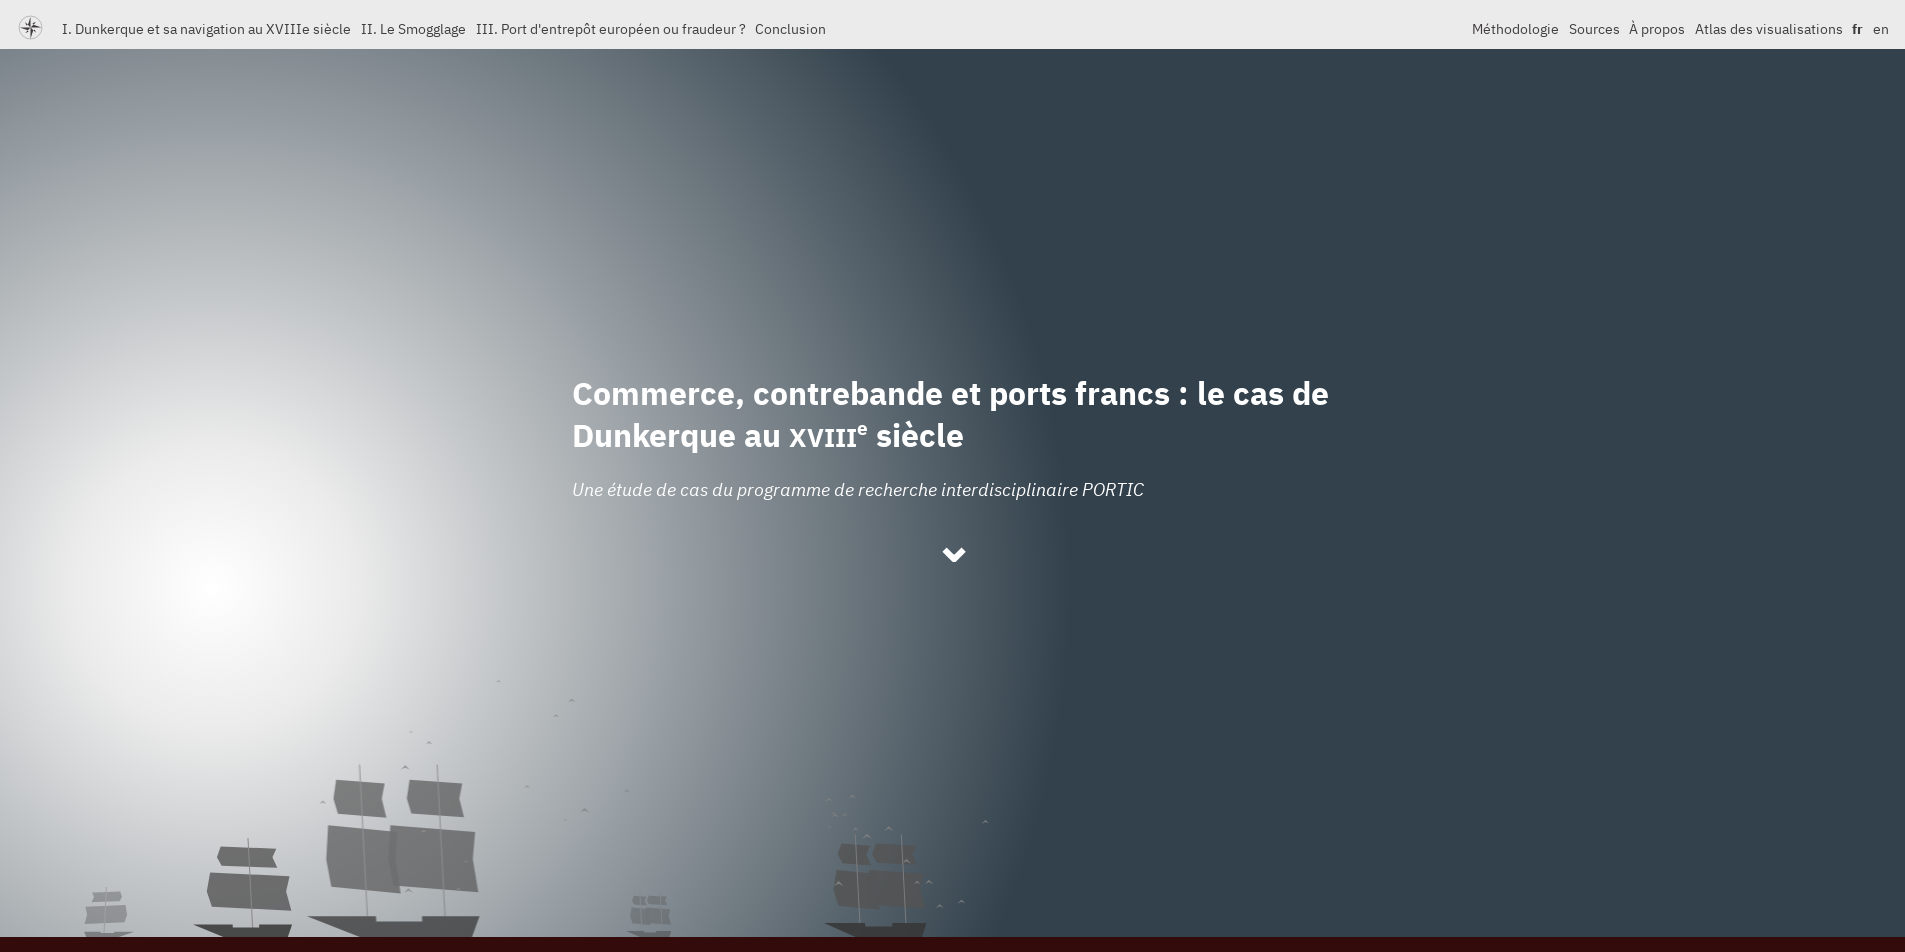 I. Dunkerque et sa navigation au XVIIIe siècle II. Le Smogglage III. Port d'entrepôt européen ou fraudeur ? Conclusion Méthodologie Sources À propos Atlas des visualisations fr en
Commerce, contrebande et ports francs : le cas de
Dunkerque au XVIIIe siècle
Une étude de cas du programme de recherche interdisciplinaire PORTIC